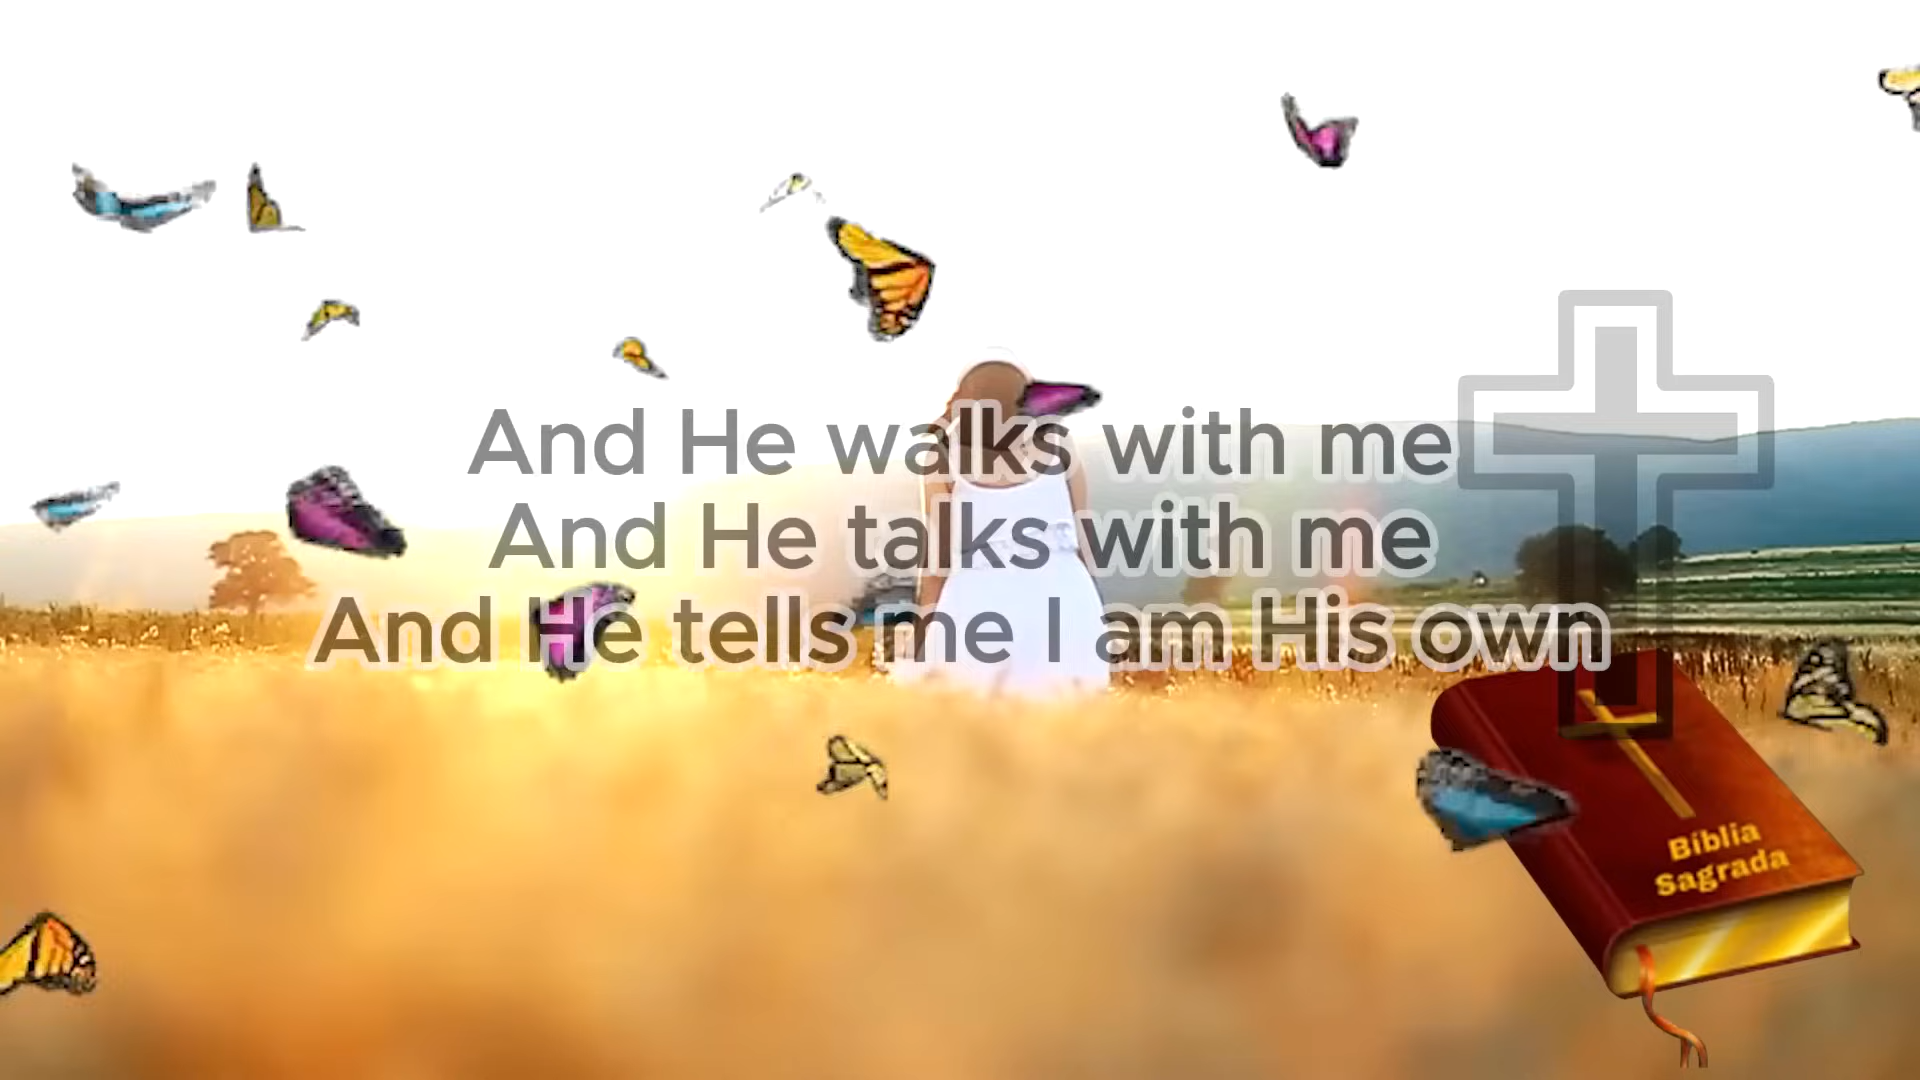 And He walks with me
And He talks with me
And He tells me I am His own
Bíblia
Sagrada